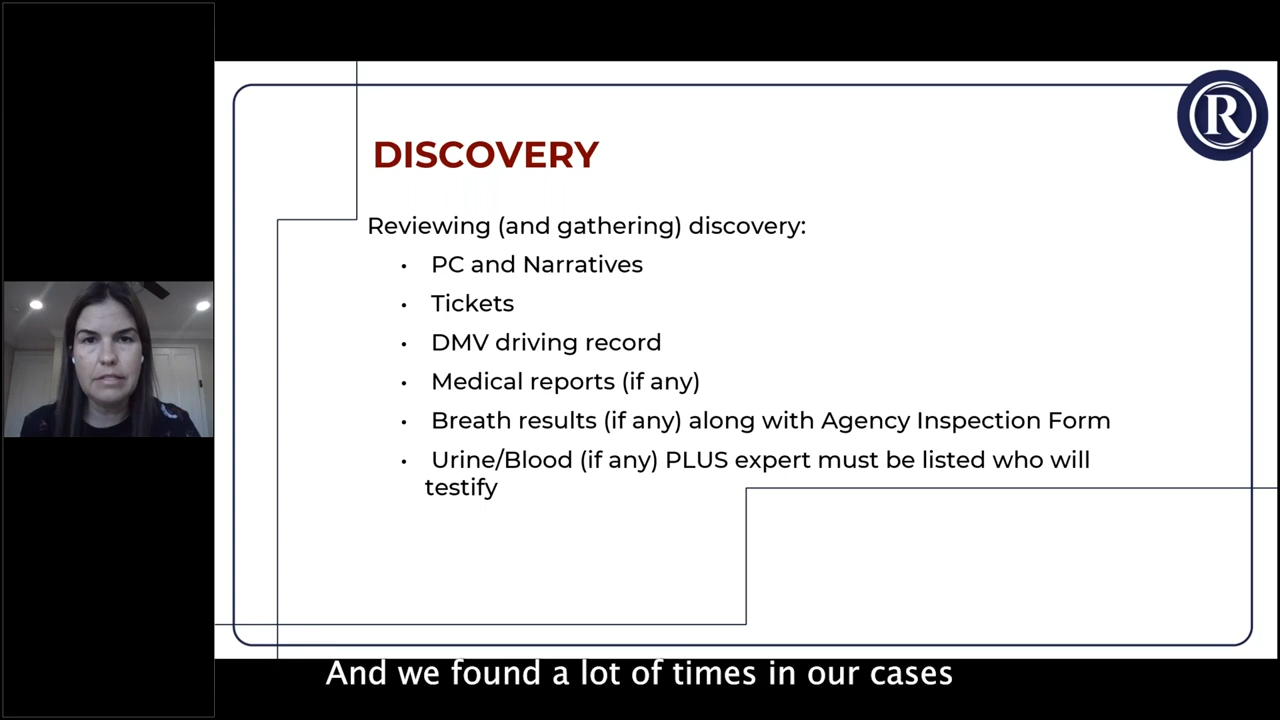 R
DISCOVERY
Reviewing (and gathering) discovery:
• PC and Narratives
• Tickets
• DMV driving record
• Medical reports (if any)
• Breath results (if any) along with Agency Inspection Form
• Urine/Blood (if any) PLUS expert must be listed who will
testify
And we found a lot of times in our cases